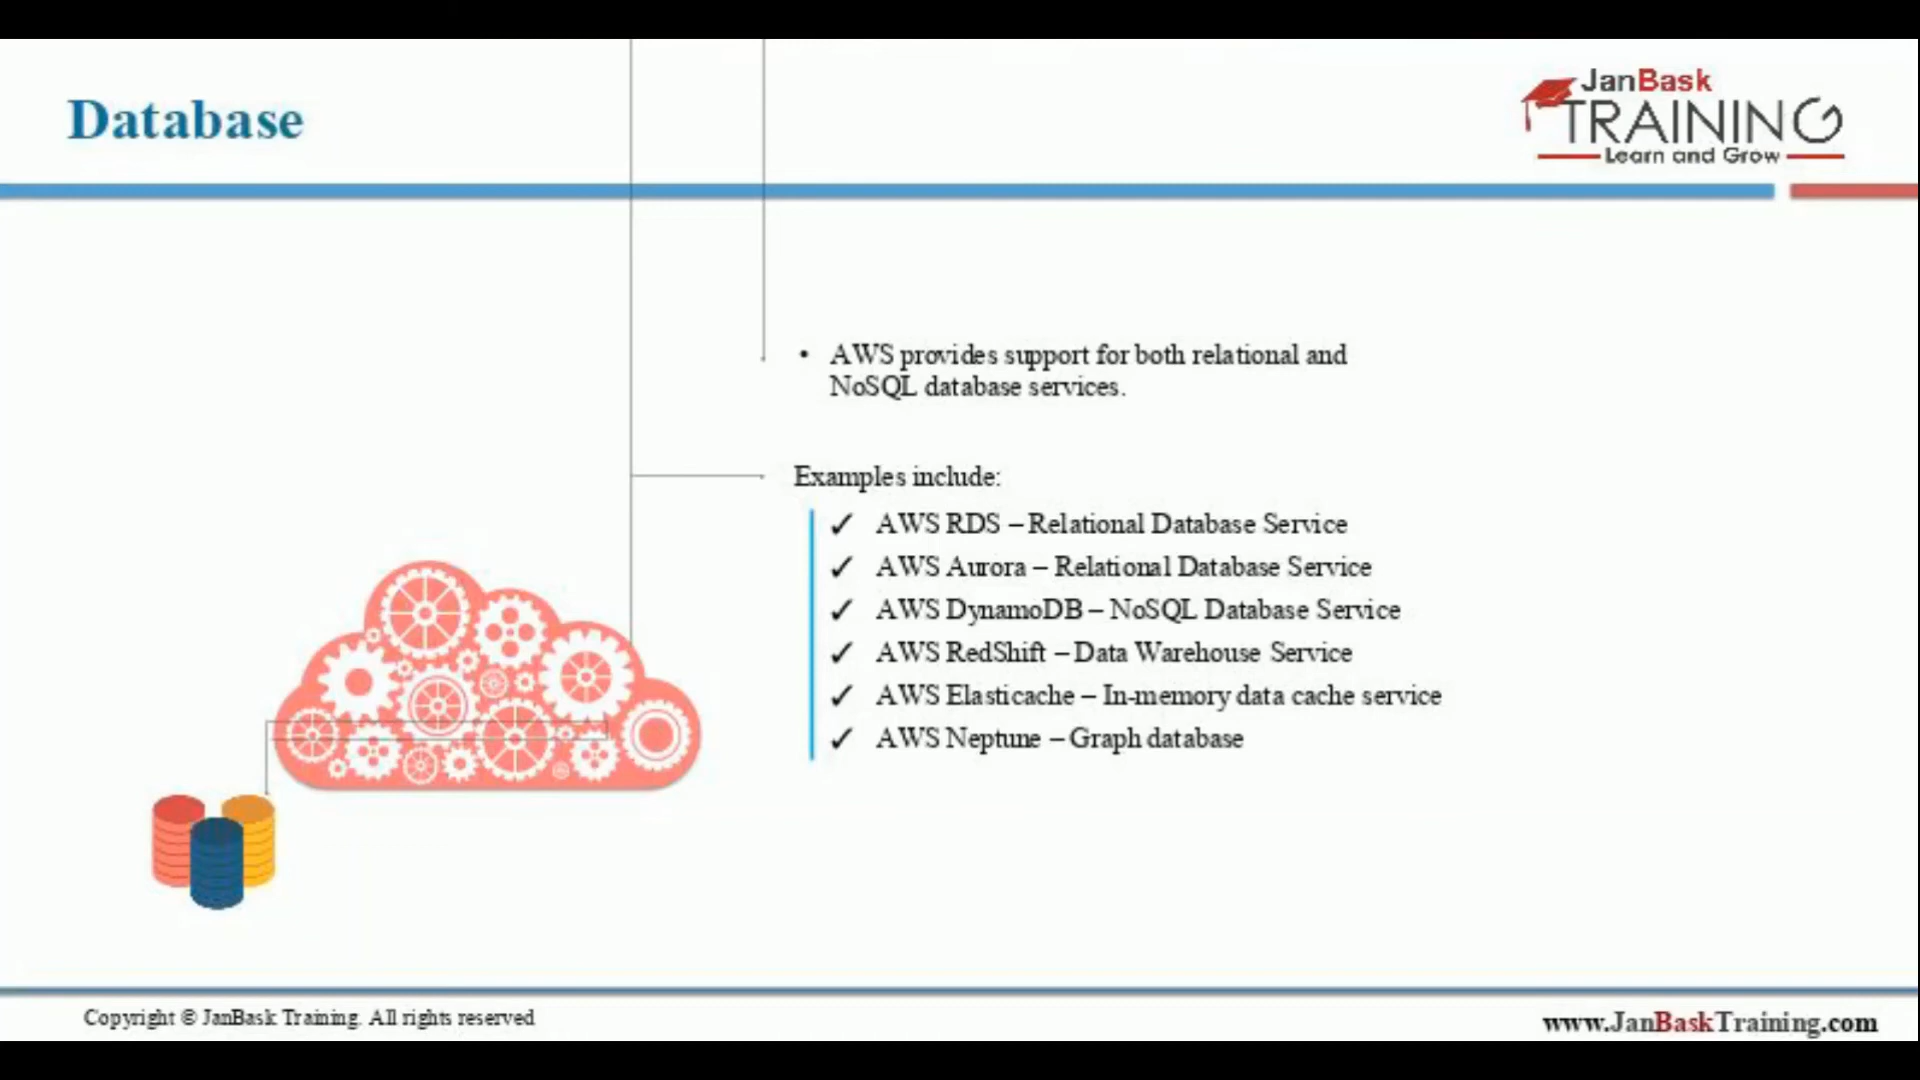 Database
JanBask
TRAINING
Learn and Grow
• AWS provides support for both relational and
NoSQL database services.
Examples include:
✓ AWS RDS – Relational Database Service
✓ AWS Aurora – Relational Database Service
✓ AWS DynamoDB – NoSQL Database Service
✓ AWS RedShift – Data Warehouse Service
✓ AWS Elasticache – In-memory data cache service
✓ AWS Neptune – Graph database
Copyright © JanBask Training. All rights reserved
www.JanBaskTraining.com